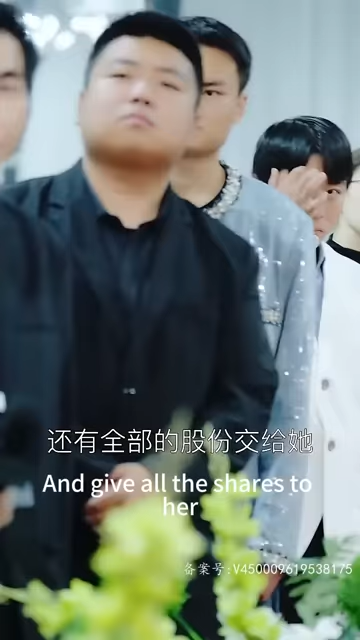 还有全部的股份交给她
And give all the shares to
her
备案号:V450009619538175